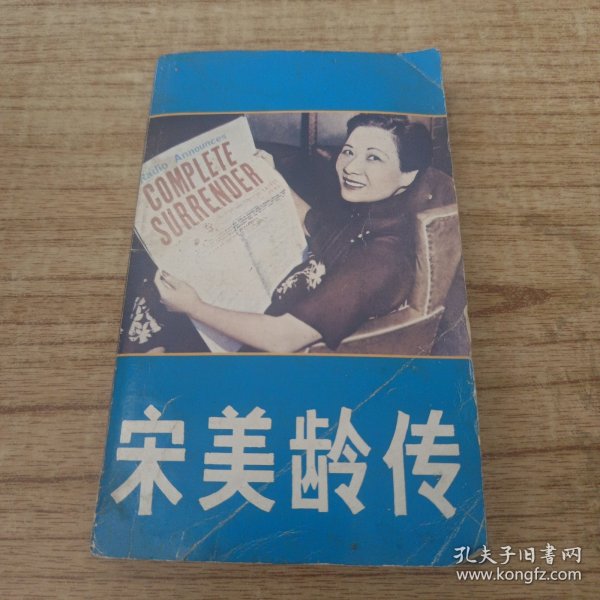 Radio Announces
COMPLETE
SURRENDER
宋美龄传
孔夫子旧书网
www.kongfz.com